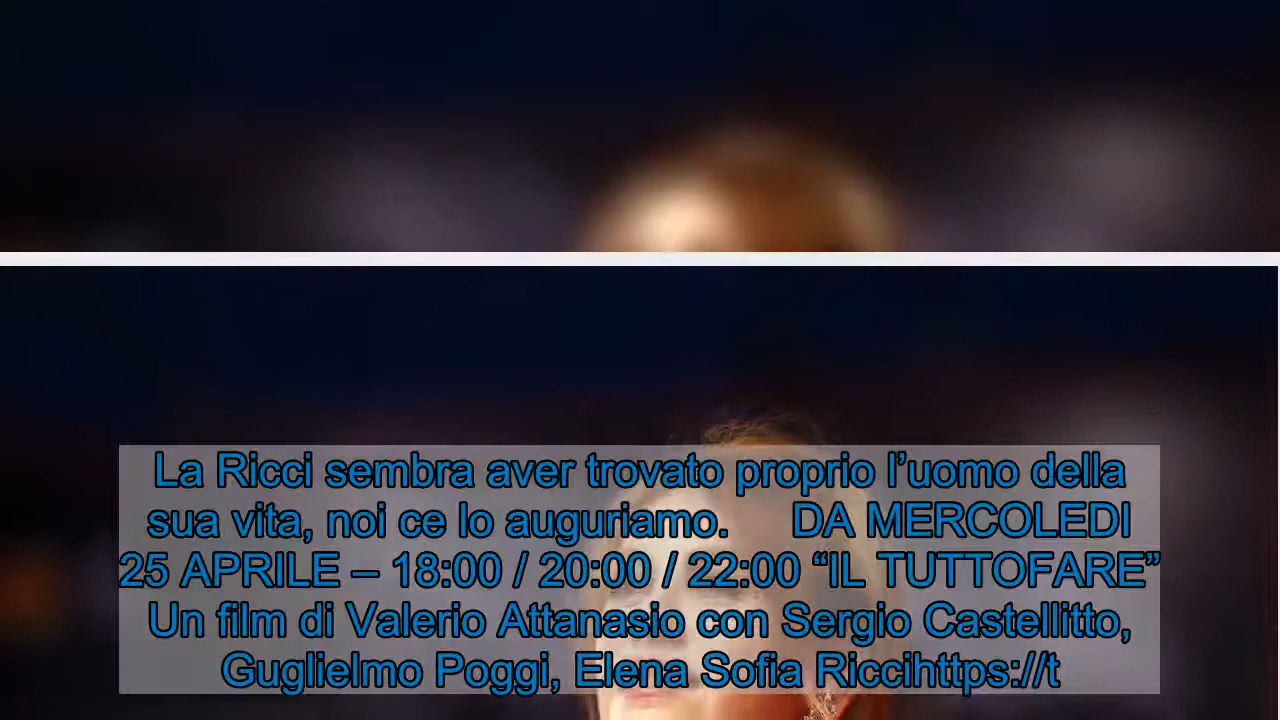 La Ricci sembra aver trovato proprio l’uomo della
sua vita, noi ce lo auguriamo. DA MERCOLEDI
25 APRILE – 18:00 / 20:00 / 22:00 “IL TUTTOFARE”
Un film di Valerio Attanasio con Sergio Castellitto,
Guglielmo Poggi, Elena Sofia Riccihttps://t